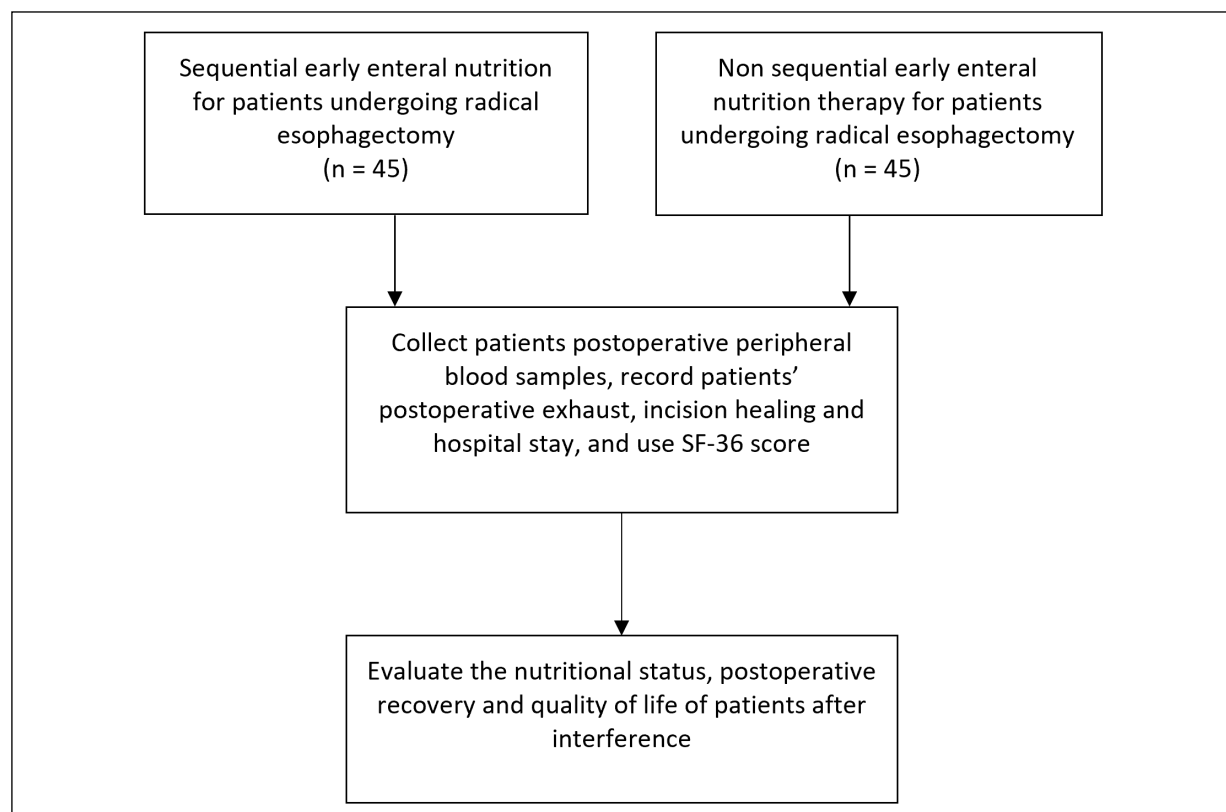 Sequential early enteral nutrition
for patients undergoing radical
esophagectomy
(n = 45)
Non sequential early enteral
nutrition therapy for patients
undergoing radical esophagectomy
(n = 45)
Collect patients postoperative peripheral
blood samples, record patients’
postoperative exhaust, incision healing and
hospital stay, and use SF-36 score
Evaluate the nutritional status, postoperative
recovery and quality of life of patients after
interference